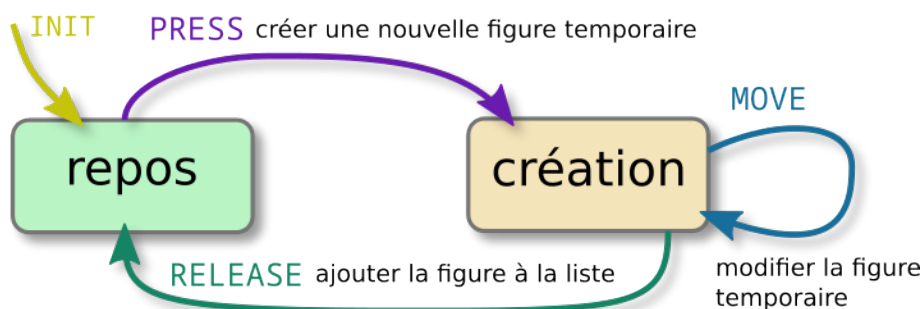 INIT
PRESS créer une nouvelle figure temporaire
MOVE
repos
création
RELEASE ajouter la figure à la liste
modifier la figure
temporaire